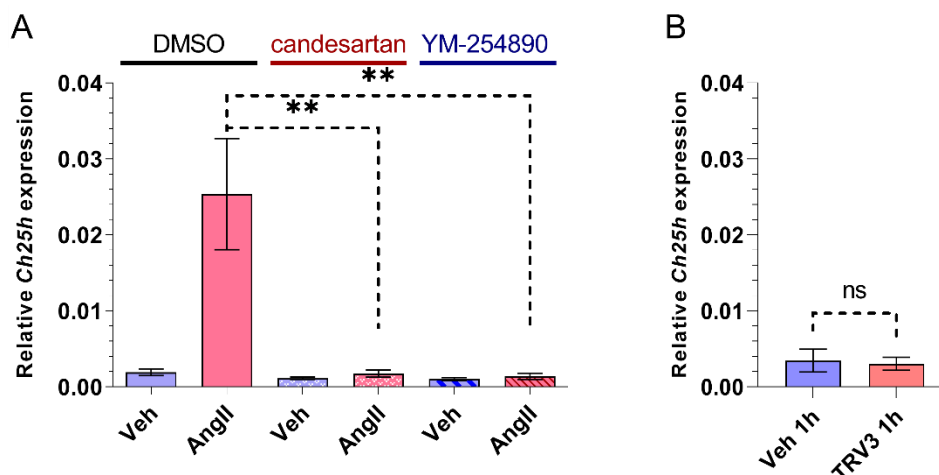 A
DMSO
candesartan
YM-254890
**
**
Relative Ch25h expression
0.04
0.03
0.02
0.01
0.00
Veh
AngII
Veh
AngII
Veh
AngII
B
Relative Ch25h expression
0.04
0.03
0.02
0.01
0.00
ns
Veh 1h
TRV3 1h